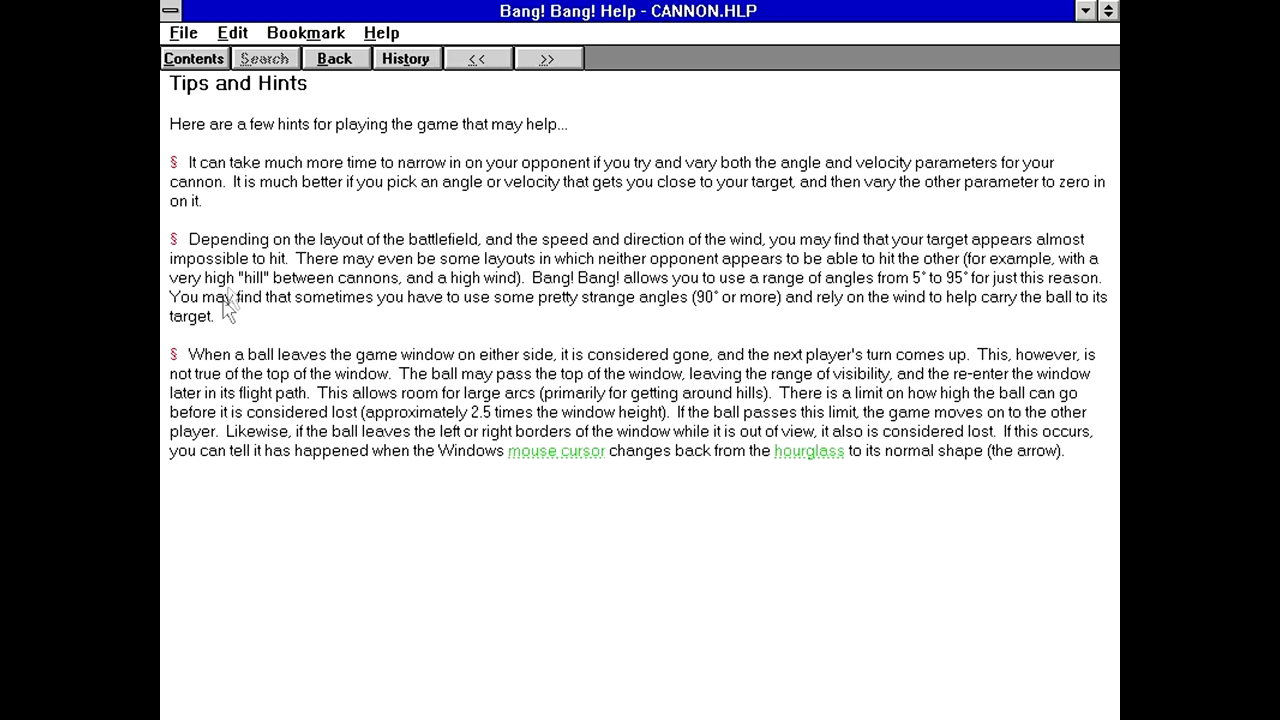 Bang! Bang! Help - CANNON.HLP
File Edit Bookmark Help
Contents Search Back History << >>
Tips and Hints
Here are a few hints for playing the game that may help...
§ It can take much more time to narrow in on your opponent if you try and vary both the angle and velocity parameters for your
cannon. It is much better if you pick an angle or velocity that gets you close to your target, and then vary the other parameter to zero in
on it.
§ Depending on the layout of the battlefield, and the speed and direction of the wind, you may find that your target appears almost
impossible to hit. There may even be some layouts in which neither opponent appears to be able to hit the other (for example, with a
very high "hill" between cannons, and a high wind). Bang! Bang! allows you to use a range of angles from 5° to 95° for just this reason.
You may find that sometimes you have to use some pretty strange angles (90° or more) and rely on the wind to help carry the ball to its
target.
§ When a ball leaves the game window on either side, it is considered gone, and the next player's turn comes up. This, however, is
not true of the top of the window. The ball may pass the top of the window, leaving the range of visibility, and the re-enter the window
later in its flight path. This allows room for large arcs (primarily for getting around hills). There is a limit on how high the ball can go
before it is considered lost (approximately 2.5 times the window height). If the ball passes this limit, the game moves on to the other
player. Likewise, if the ball leaves the left or right borders of the window while it is out of view, it also is considered lost. If this occurs,
you can tell it has happened when the Windows mouse cursor changes back from the hourglass to its normal shape (the arrow).